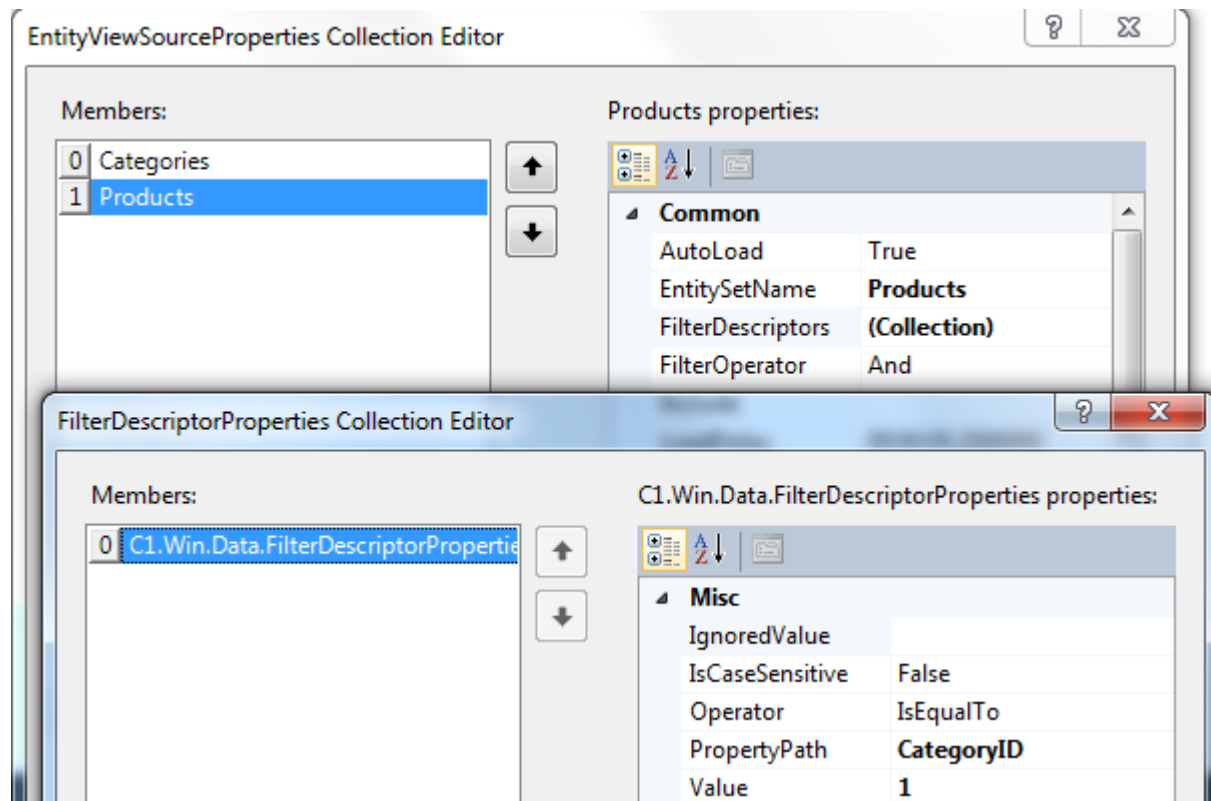 EntityViewSourceProperties Collection Editor
Members:
0 Categories
1 Products
Products properties:
Common
AutoLoad True
EntitySetName Products
FilterDescriptors (Collection)
FilterOperator And
FilterDescriptorProperties Collection Editor
Members:
0 C1.Win.Data.FilterDescriptorPropertie
C1.Win.Data.FilterDescriptorProperties properties:
Misc
IgnoredValue
IsCaseSensitive False
Operator IsEqualTo
PropertyPath CategoryID
Value 1